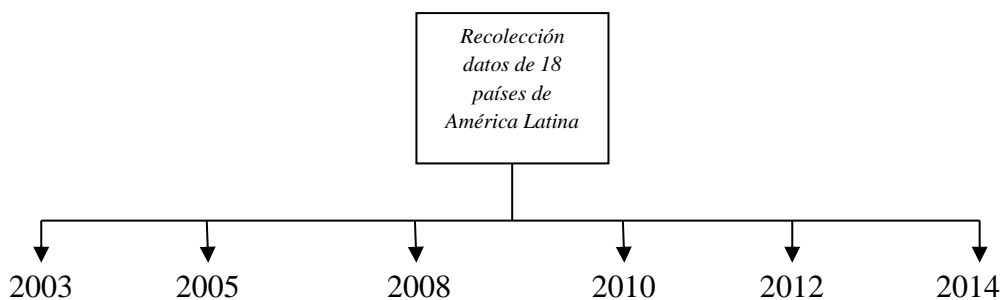 Recolección
datos de 18
países de
América Latina
2003 2005 2008 2010 2012 2014